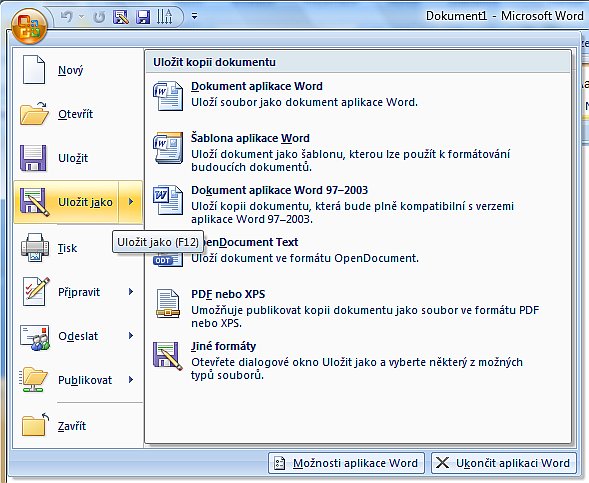 Dokument1 - Microsoft Word
Nový
Otevřít
Uložit
Uložit jako
Tisk
Připravit
Odeslat
Publikovat
Zavřít
Uložit kopii dokumentu
Dokument aplikace Word
Uloží soubor jako dokument aplikace Word.
Šablona aplikace Word
Uloží dokument jako šablonu, kterou lze použít k formátování
budoucích dokumentů.
Dokument aplikace Word 97–2003
Uloží kopii dokumentu, která bude plně kompatibilní s verzemi
aplikace Word 97–2003.
Uložit jako (F12)
OpenDocument Text
ODT
Uloží dokument ve formátu OpenDocument.
PDF nebo XPS
Umožňuje publikovat kopii dokumentu jako soubor ve formátu PDF
nebo XPS.
Jiné formáty
Otevřete dialogové okno Uložit jako a vyberte některý z možných
typů souborů.
Možnosti aplikace Word
Ukončit aplikaci Word